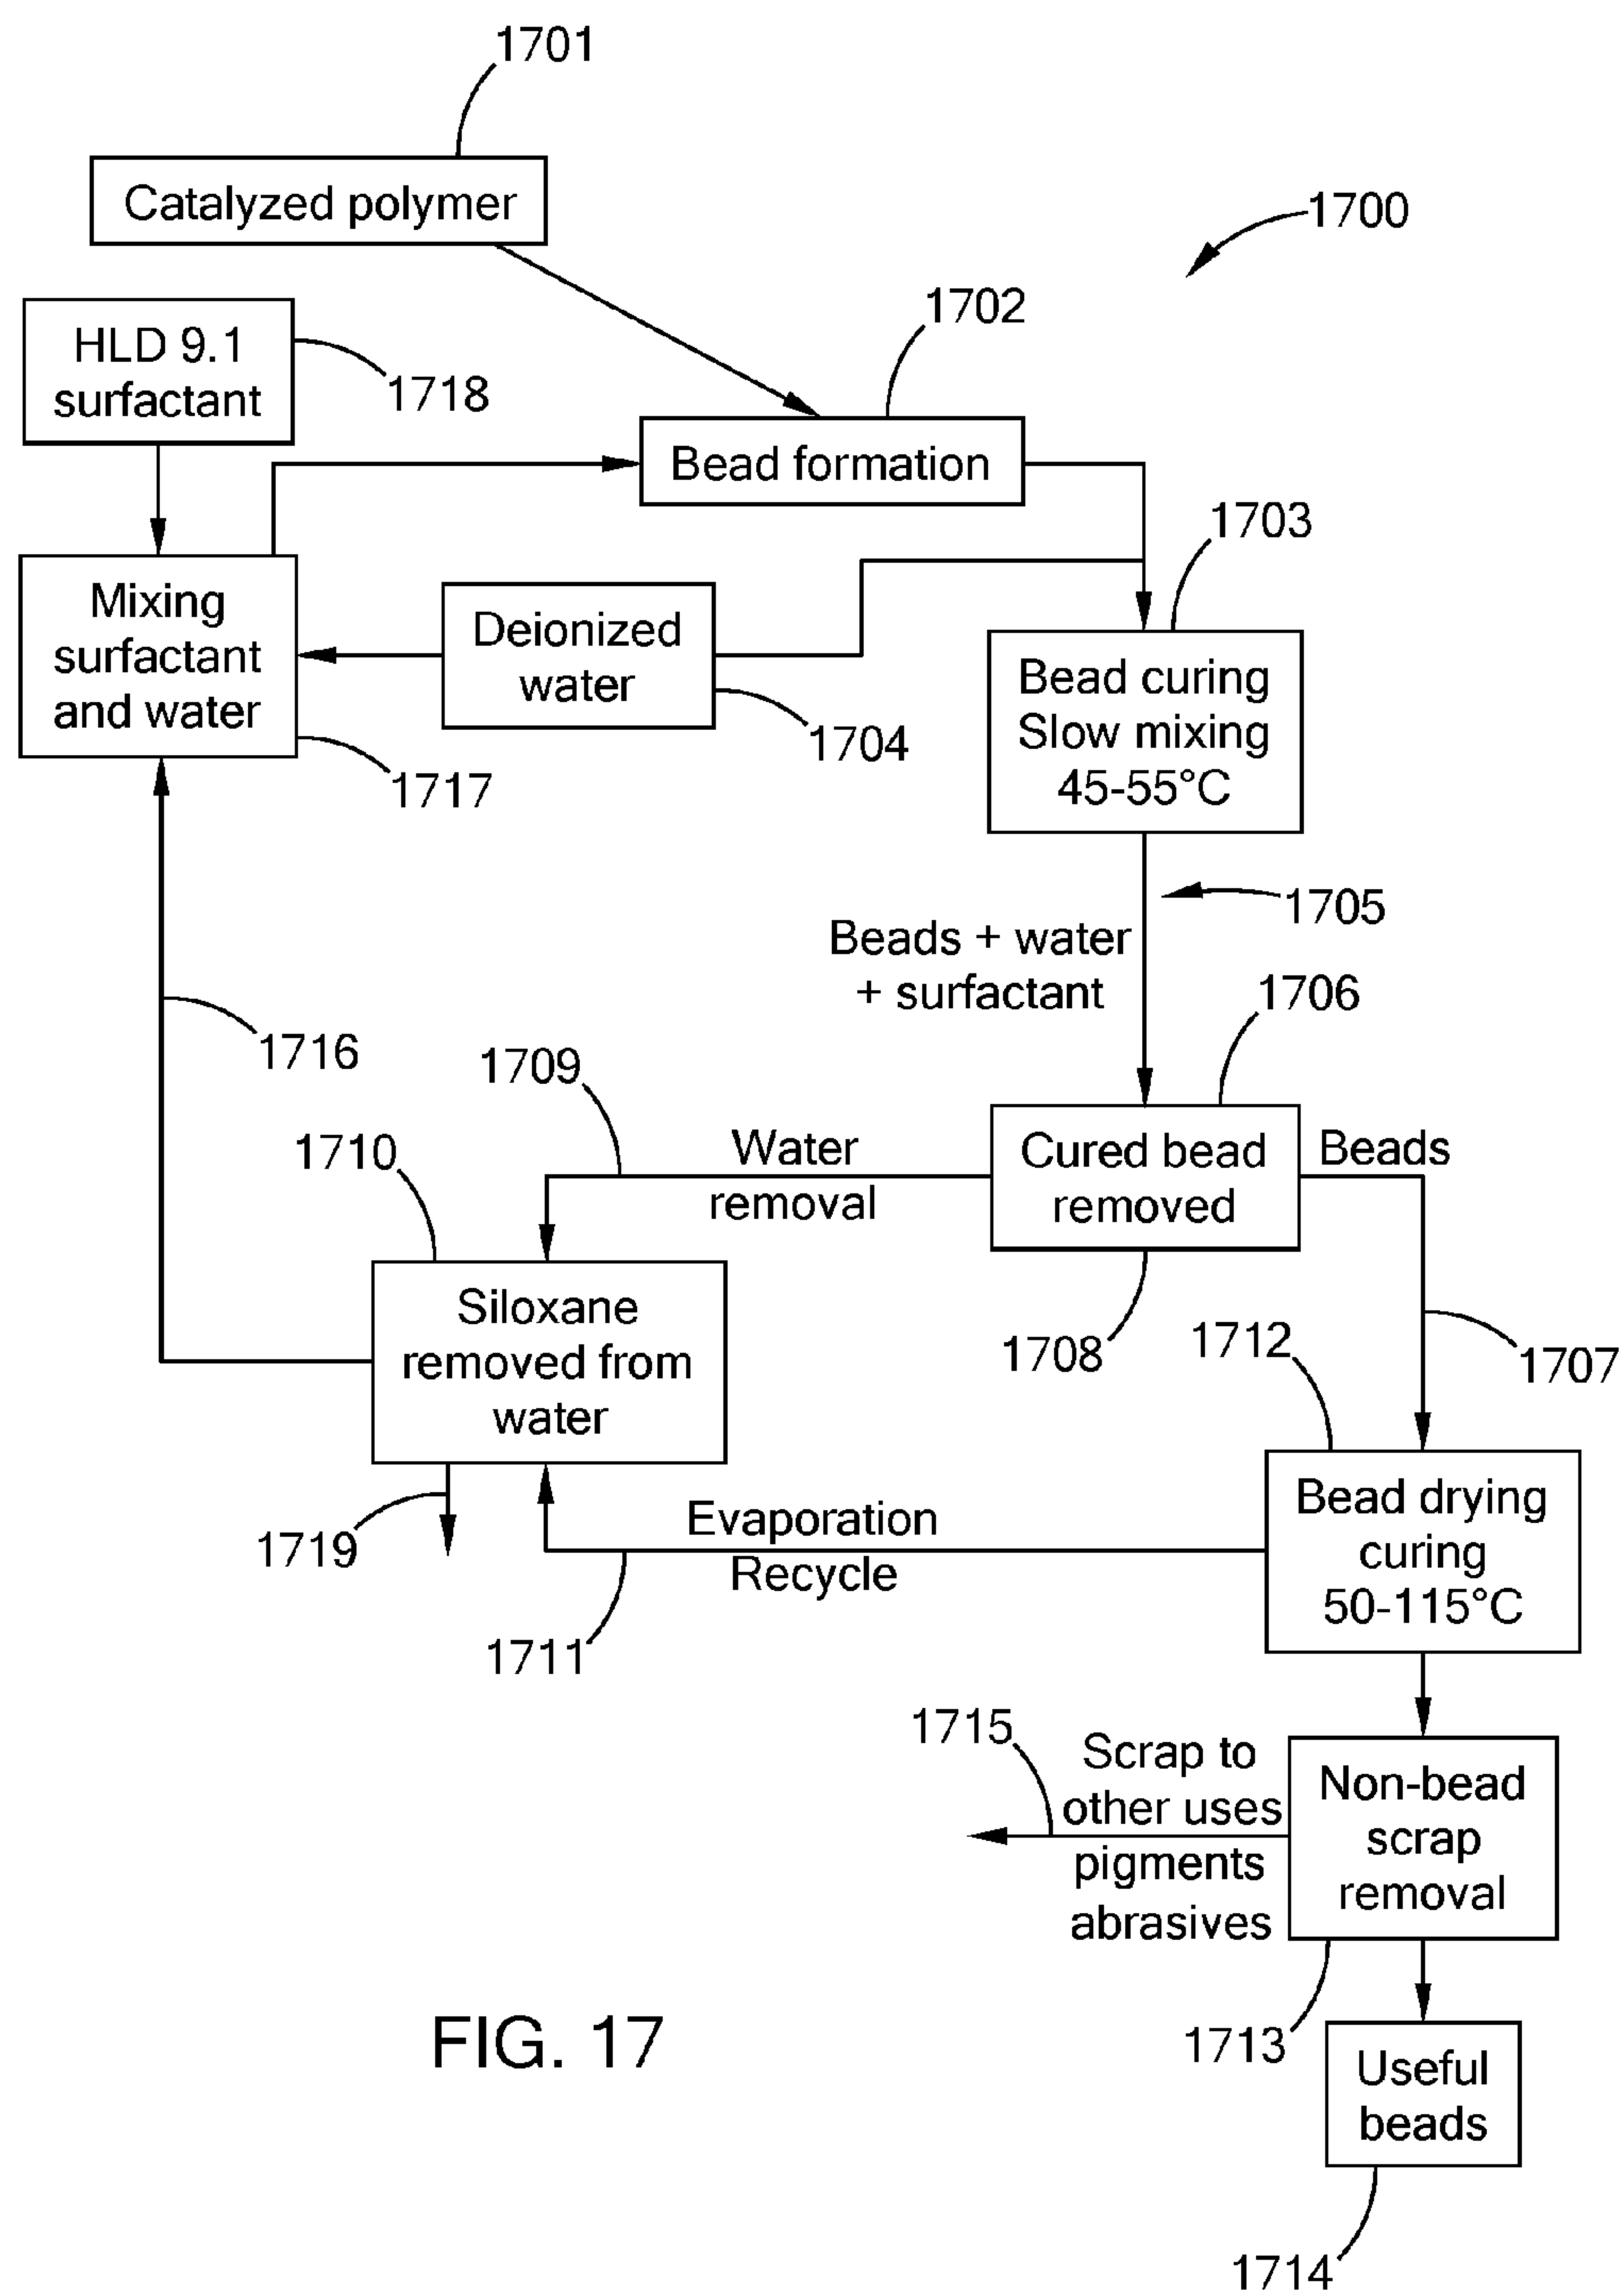 1701
Catalyzed polymer
1700
1702
HLD 9.1
surfactant
1718
Bead formation
1703
Mixing
surfactant
and water
Deionized
water
1704
1717
Bead curing
Slow mixing
45-55°C
1705
Beads + water
+ surfactant
1706
1716
1709
1710
Water
removal
Cured bead
removed
Beads
1708
1712
1707
Siloxane
removed from
water
1719
Evaporation
Recycle
1711
Bead drying
curing
50-115°C
1715
Scrap to
other uses
pigments
abrasives
Non-bead
scrap
removal
1713
FIG. 17
Useful
beads
1714